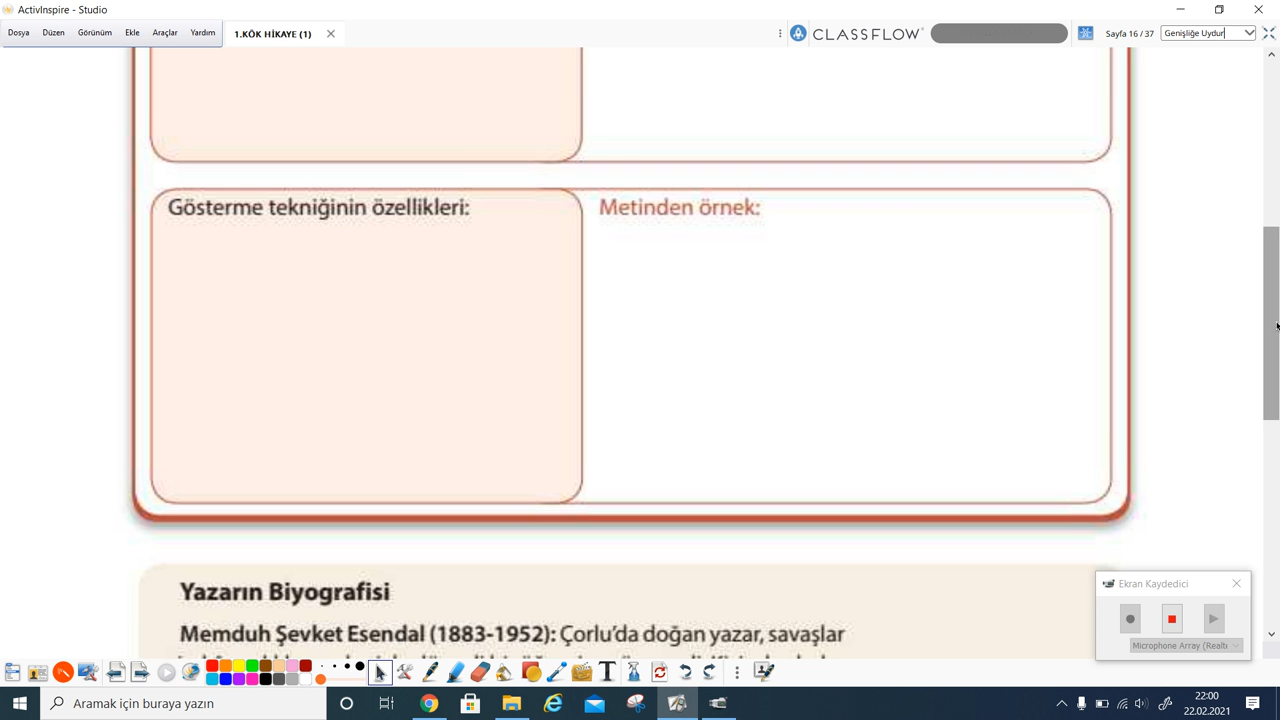 ActivInspire - Studio
Dosya Düzen Görünüm Ekle Araçlar Yardım
1.KÖK HİKAYE (1)
CLASSFLOW
Sayfa 16 / 37
Genişliğe Uydur
Gösterme tekniğinin özellikleri:
Metinden örnek:
Yazarın Biyografisi
Memduh Şevket Esendal (1883-1952): Çorlu’da doğan yazar, savaşlar
Ekran Kaydedici
Microphone Array (Realte
Aramak için buraya yazın
22:00
22.02.2021